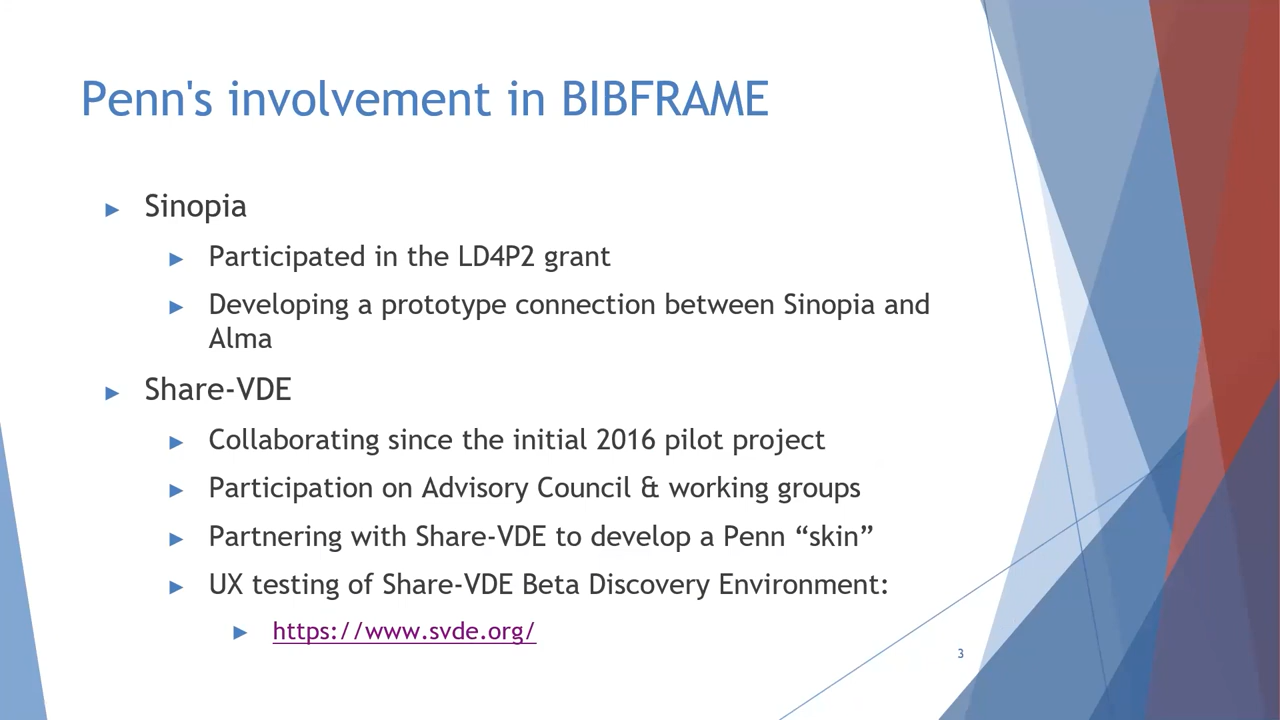 Penn's involvement in BIBFRAME
► Sinopia
► Participated in the LD4P2 grant
► Developing a prototype connection between Sinopia and
Alma
► Share-VDE
► Collaborating since the initial 2016 pilot project
► Participation on Advisory Council & working groups
► Partnering with Share-VDE to develop a Penn “skin”
► UX testing of Share-VDE Beta Discovery Environment:
► https://www.svde.org/
3